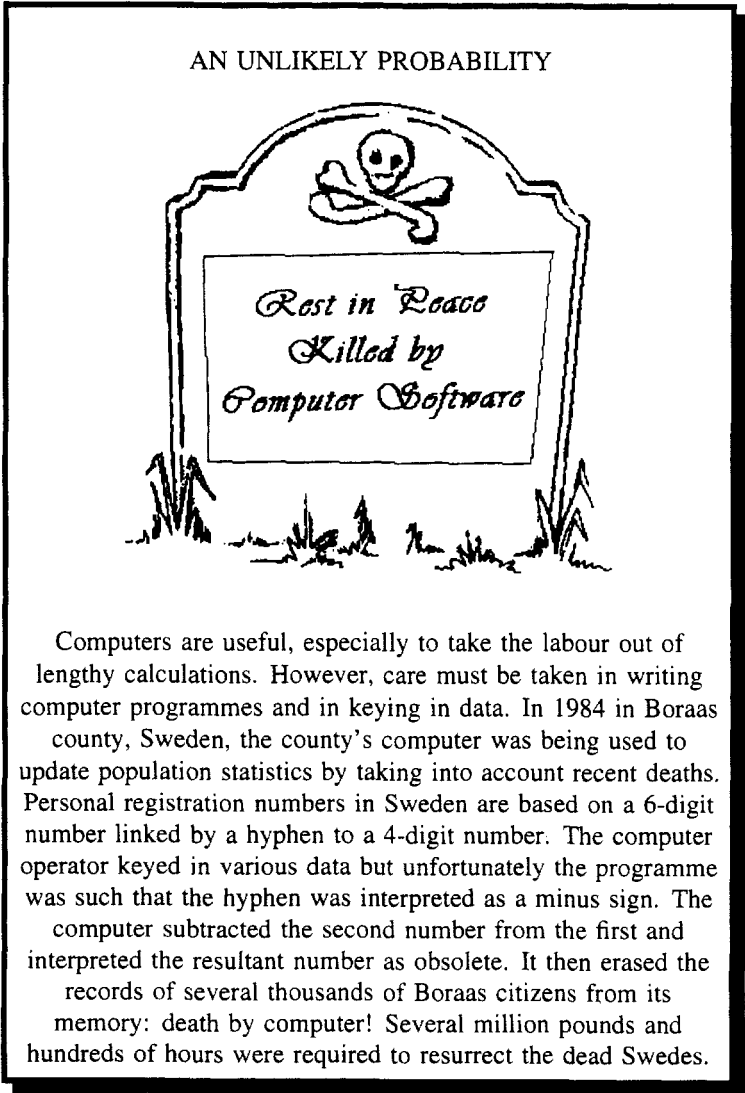 AN UNLIKELY PROBABILITY
Rest in Peace
Killed by
Computer Software
Computers are useful, especially to take the labour out of
lengthy calculations. However, care must be taken in writing
computer programmes and in keying in data. In 1984 in Boraas
county, Sweden, the county's computer was being used to
update population statistics by taking into account recent deaths.
Personal registration numbers in Sweden are based on a 6-digit
number linked by a hyphen to a 4-digit number. The computer
operator keyed in various data but unfortunately the programme
was such that the hyphen was interpreted as a minus sign. The
computer subtracted the second number from the first and
interpreted the resultant number as obsolete. It then erased the
records of several thousands of Boraas citizens from its
memory: death by computer! Several million pounds and
hundreds of hours were required to resurrect the dead Swedes.